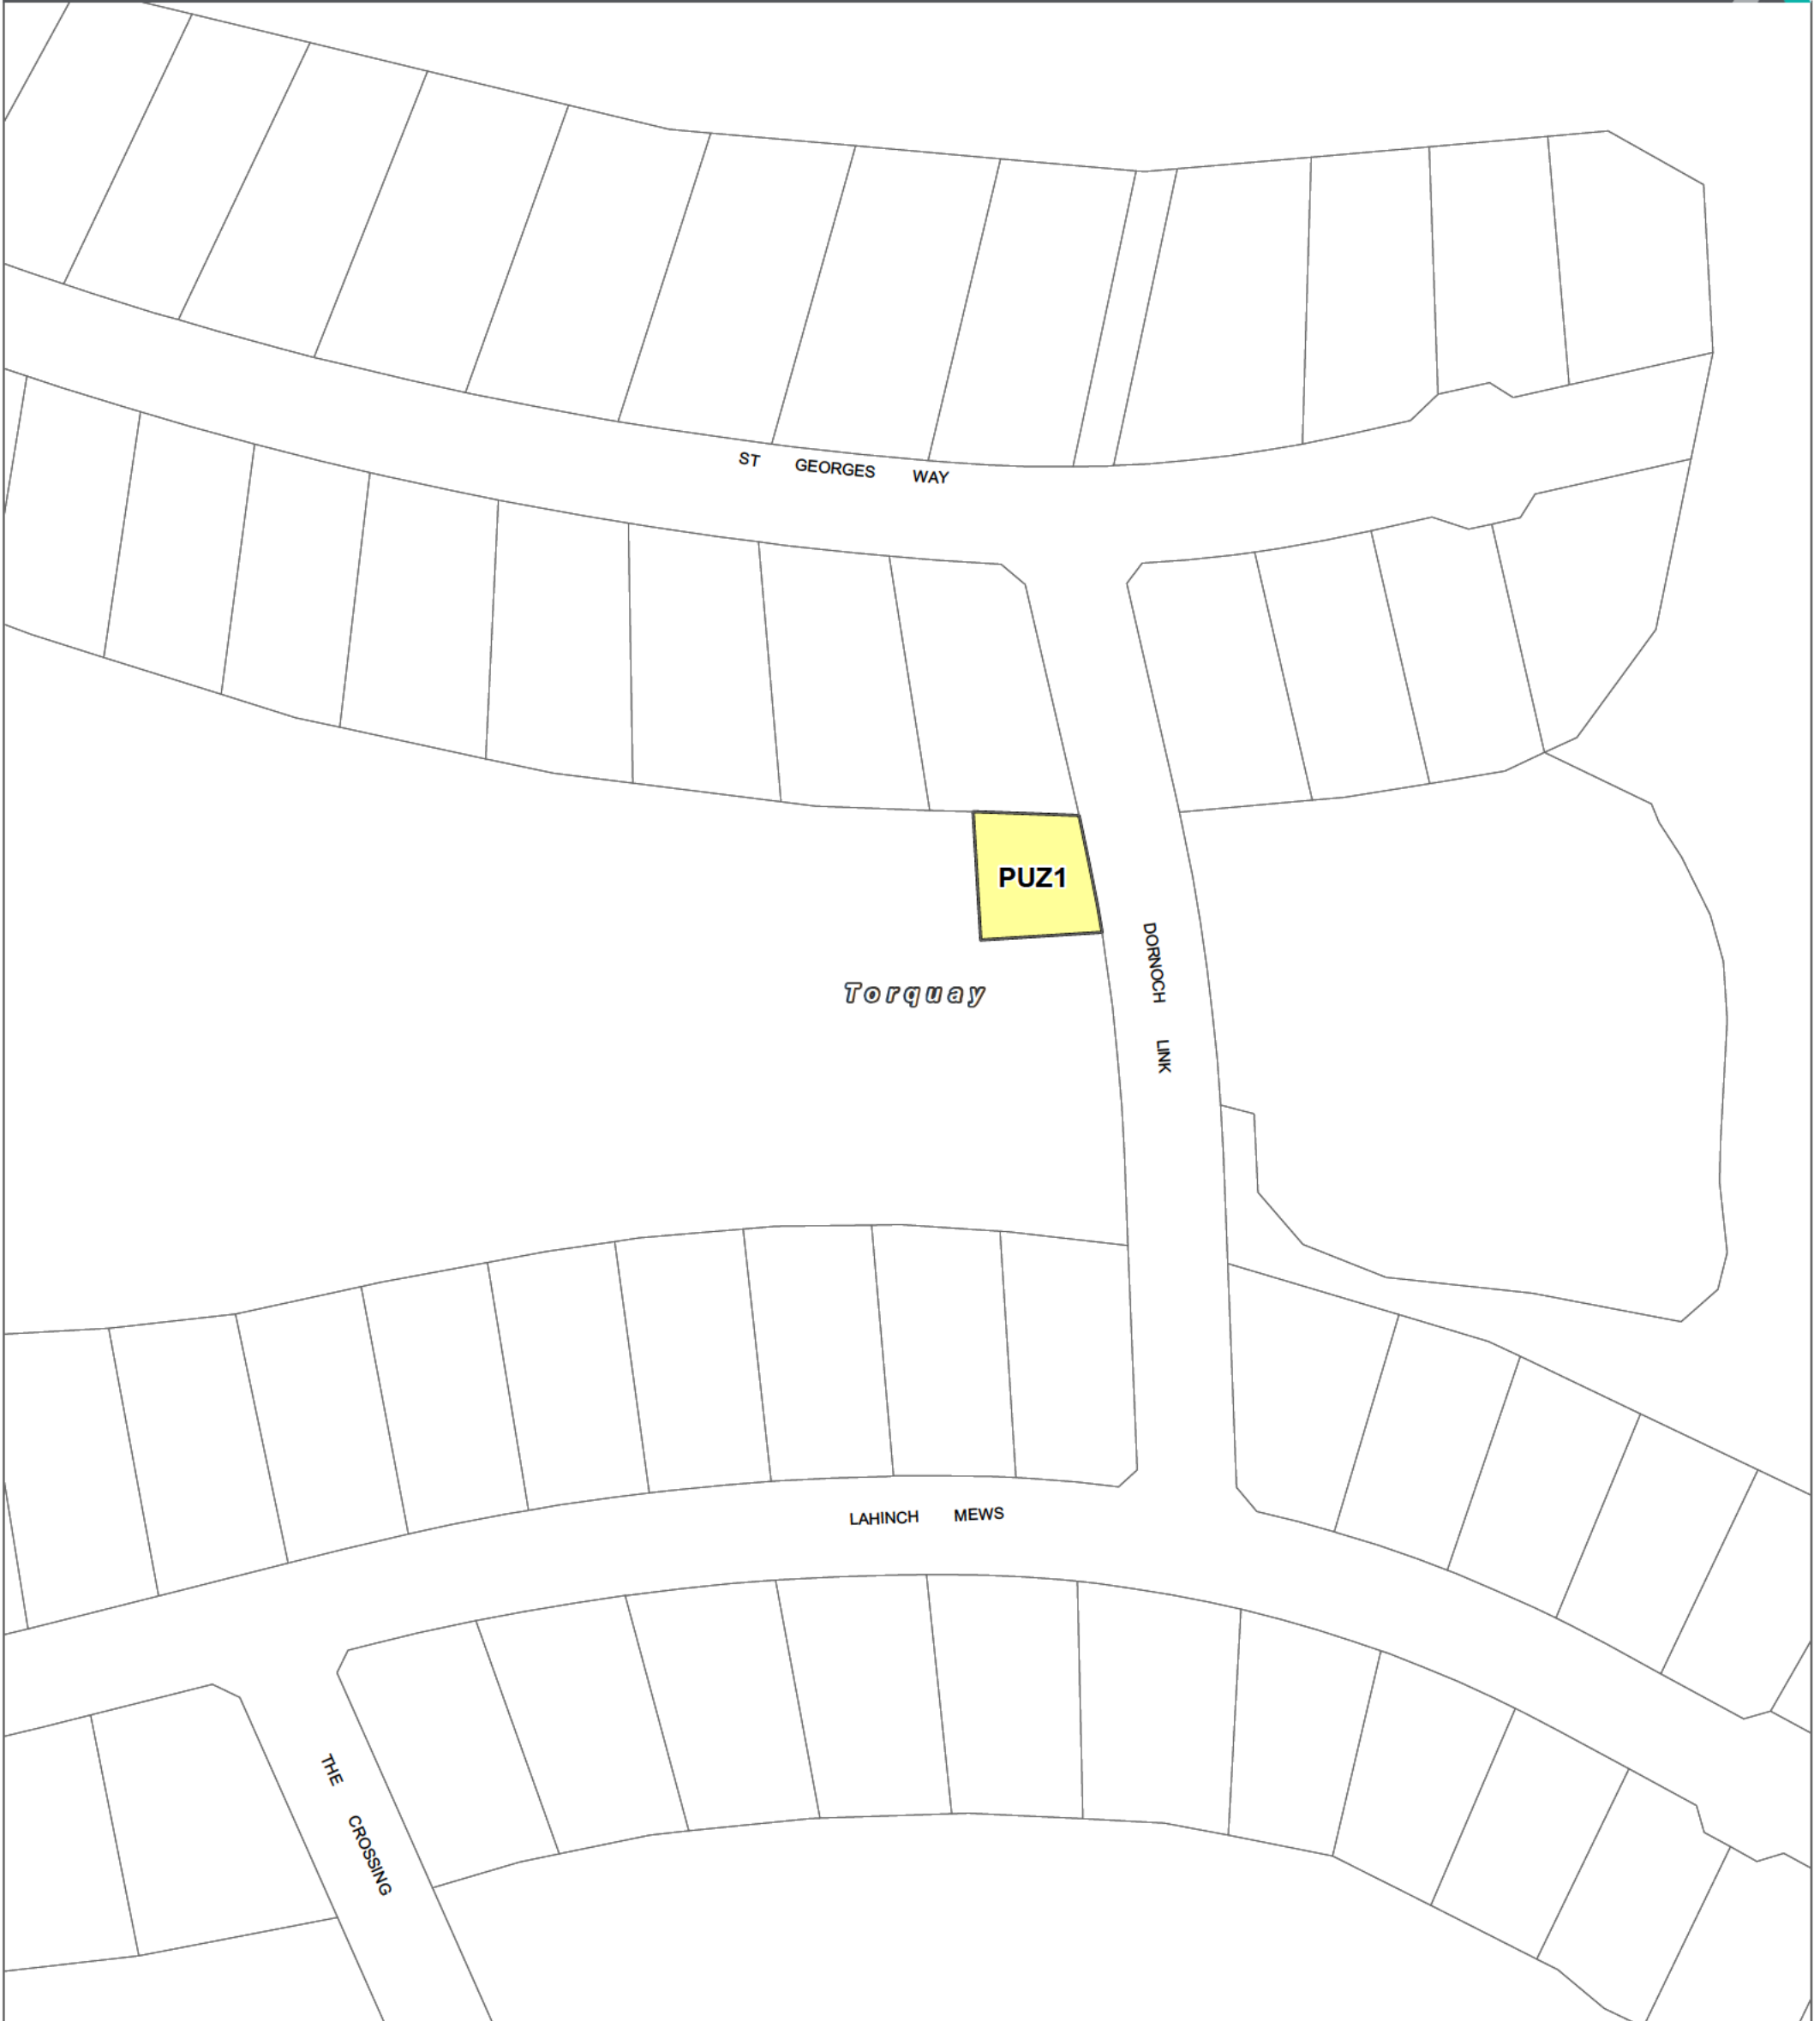 ST GEORGES WAY
PUZ1
DORNOCH LINK
Torquay
LAHINCH MEWS
THE CROSSING